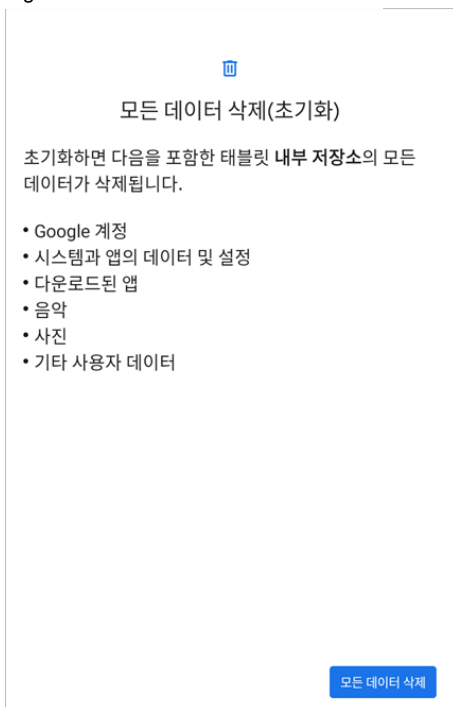 모든 데이터 삭제(초기화)
초기화하면 다음을 포함한 태블릿 내부 저장소의 모든
데이터가 삭제됩니다.
• Google 계정
• 시스템과 앱의 데이터 및 설정
• 다운로드된 앱
• 음악
• 사진
• 기타 사용자 데이터
모든 데이터 삭제